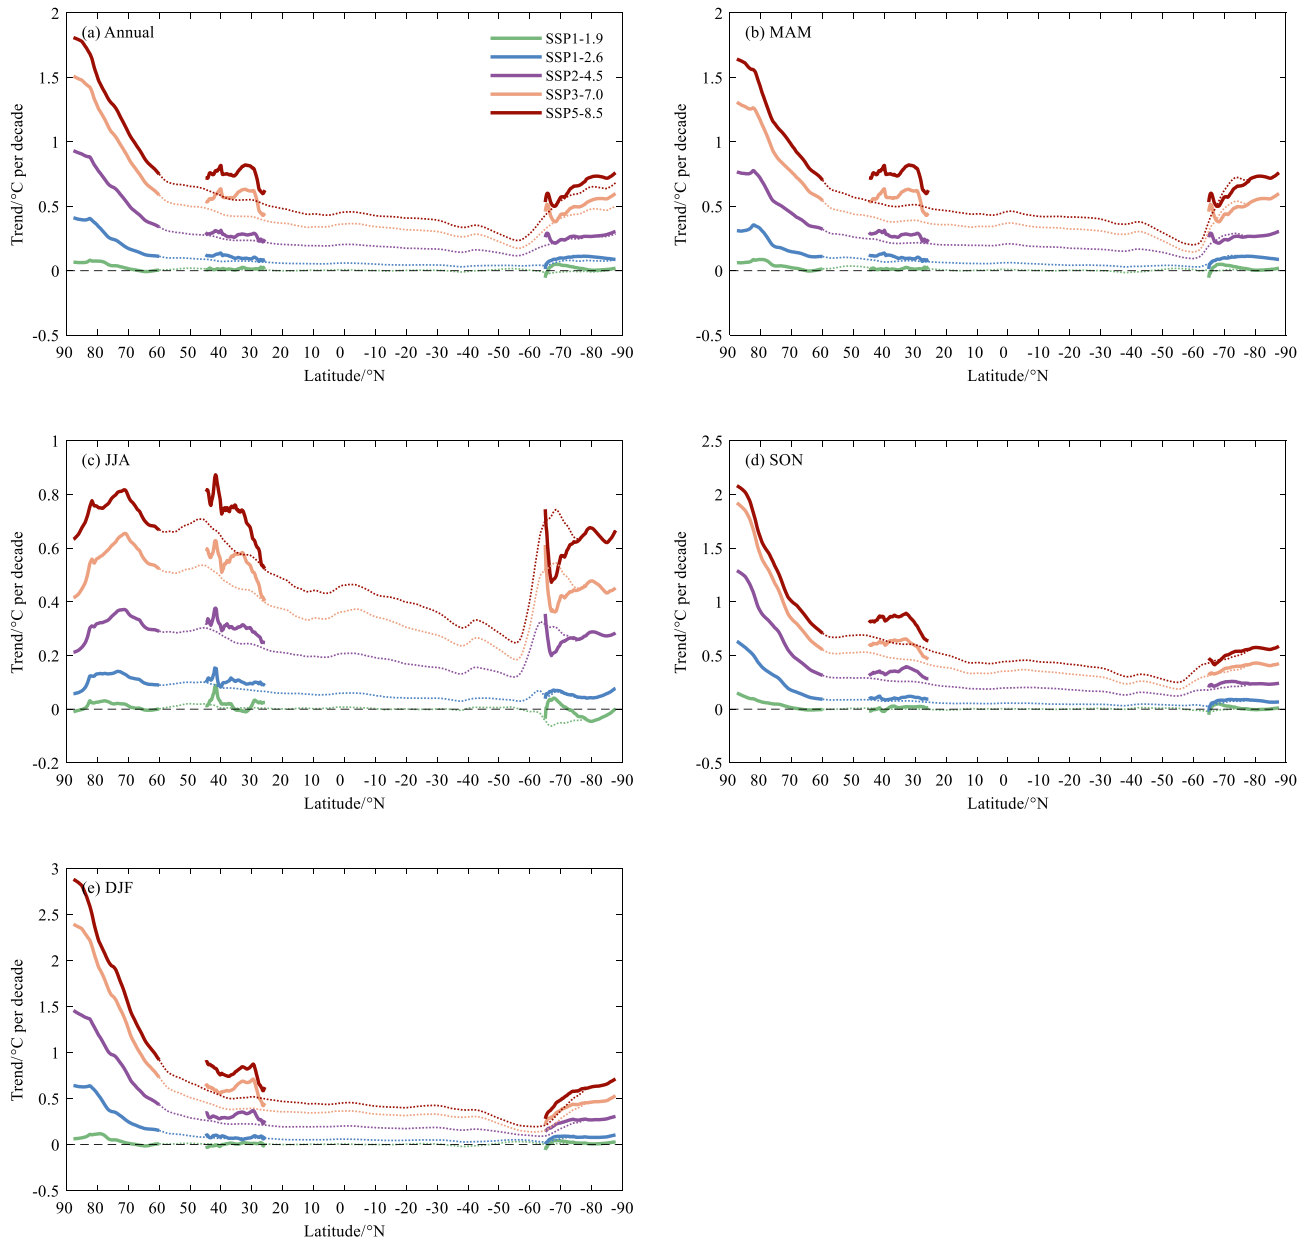 (a) Annual
SSP1-1.9
SSP1-2.6
SSP2-4.5
SSP3-7.0
SSP5-8.5
Trend/°C per decade
2
1.5
1
0.5
0
-0.5
90 80 70 60 50 40 30 20 10 0 -10 -20 -30 -40 -50 -60 -70 -80 -90
Latitude/°N
(b) MAM
Trend/°C per decade
2
1.5
1
0.5
0
-0.5
90 80 70 60 50 40 30 20 10 0 -10 -20 -30 -40 -50 -60 -70 -80 -90
Latitude/°N
(c) JJA
Trend/°C per decade
1
0.8
0.6
0.4
0.2
0
-0.2
90 80 70 60 50 40 30 20 10 0 -10 -20 -30 -40 -50 -60 -70 -80 -90
Latitude/°N
(d) SON
Trend/°C per decade
2.5
2
1.5
1
0.5
0
-0.5
90 80 70 60 50 40 30 20 10 0 -10 -20 -30 -40 -50 -60 -70 -80 -90
Latitude/°N
(e) DJF
Trend/°C per decade
3
2.5
2
1.5
1
0.5
0
-0.5
90 80 70 60 50 40 30 20 10 0 -10 -20 -30 -40 -50 -60 -70 -80 -90
Latitude/°N